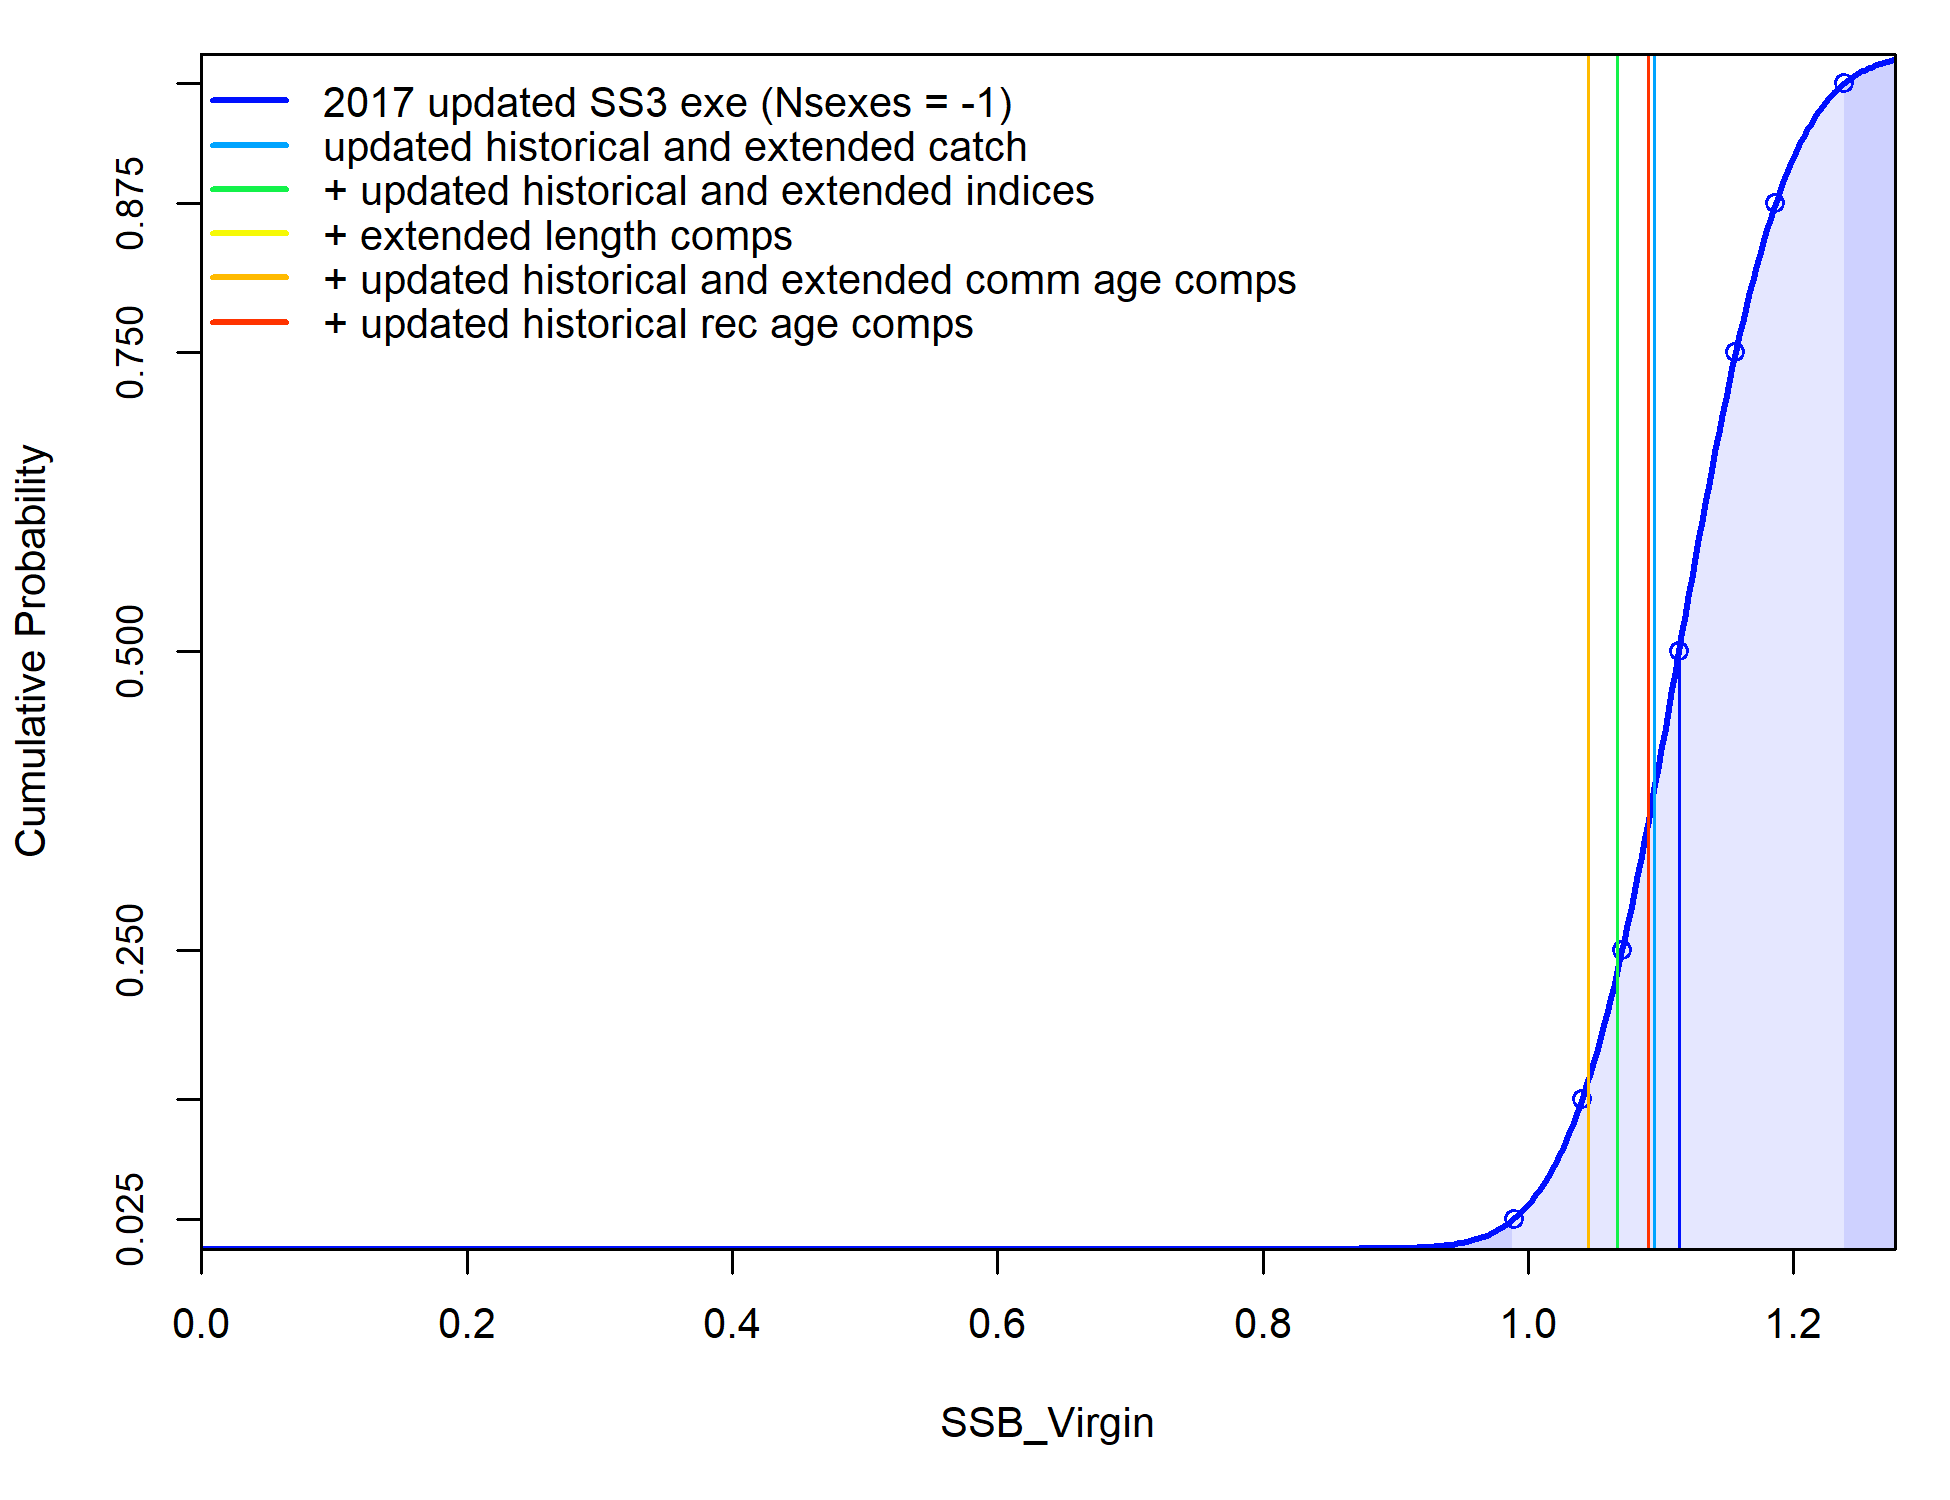 2017 updated SS3 exe (Nsexes = -1)
updated historical and extended catch
+ updated historical and extended indices
+ extended length comps
+ updated historical and extended comm age comps
+ updated historical rec age comps
Cumulative Probability
0.875
0.750
0.500
0.250
0.025
0.0 0.2 0.4 0.6 0.8 1.0 1.2
SSB_Virgin